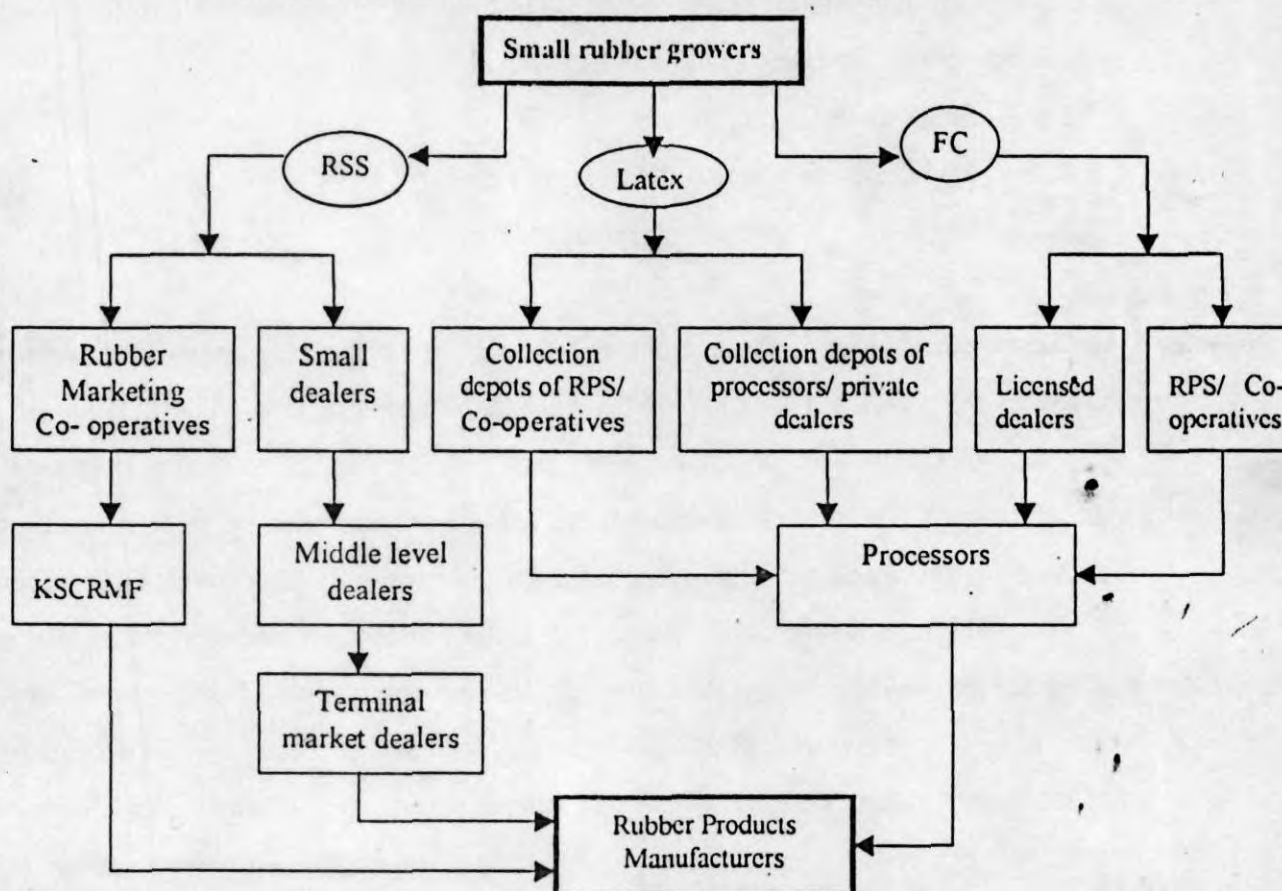 Small rubber growers
RSS
Latex
FC
Rubber
Marketing
Co- operatives
Small
dealers
Collection
depots of RPS/
Co-operatives
Collection depots of
processors/ private
dealers
Licensed
dealers
RPS/ Co-
operatives
KSCRMF
Middle level
dealers
Processors
Terminal
market dealers
Rubber Products
Manufacturers